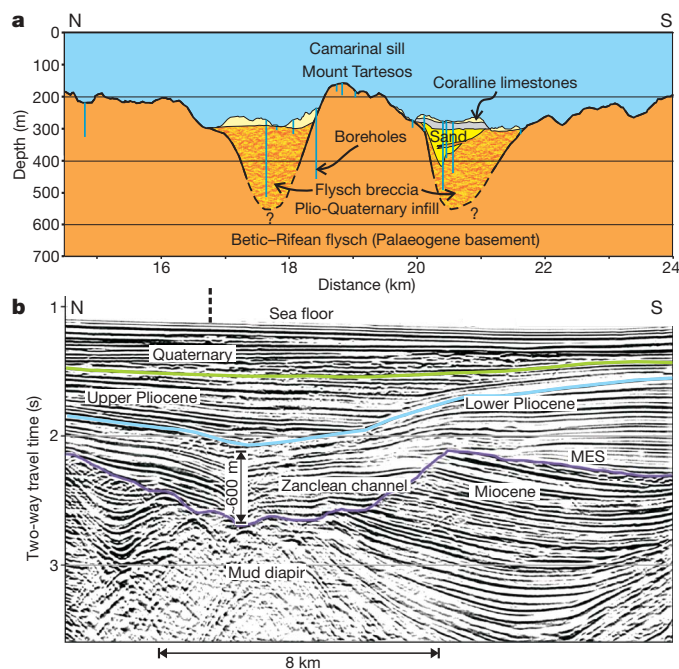 a
N
S
Camarinal sill
Mount Tartesos
Coralline limestones
Sand
Boreholes
Flysch breccia
Plio-Quaternary infill
?
?
Betic–Rifean flysch (Palaeogene basement)
Depth (m)
0
100
200
300
400
500
600
700
16
18
20
22
24
Distance (km)
b
N
S
Sea floor
Quaternary
Upper Pliocene
Lower Pliocene
MES
~600 m
Zanclean channel
Miocene
Mud diapir
Two-way travel time (s)
1
2
3
8 km